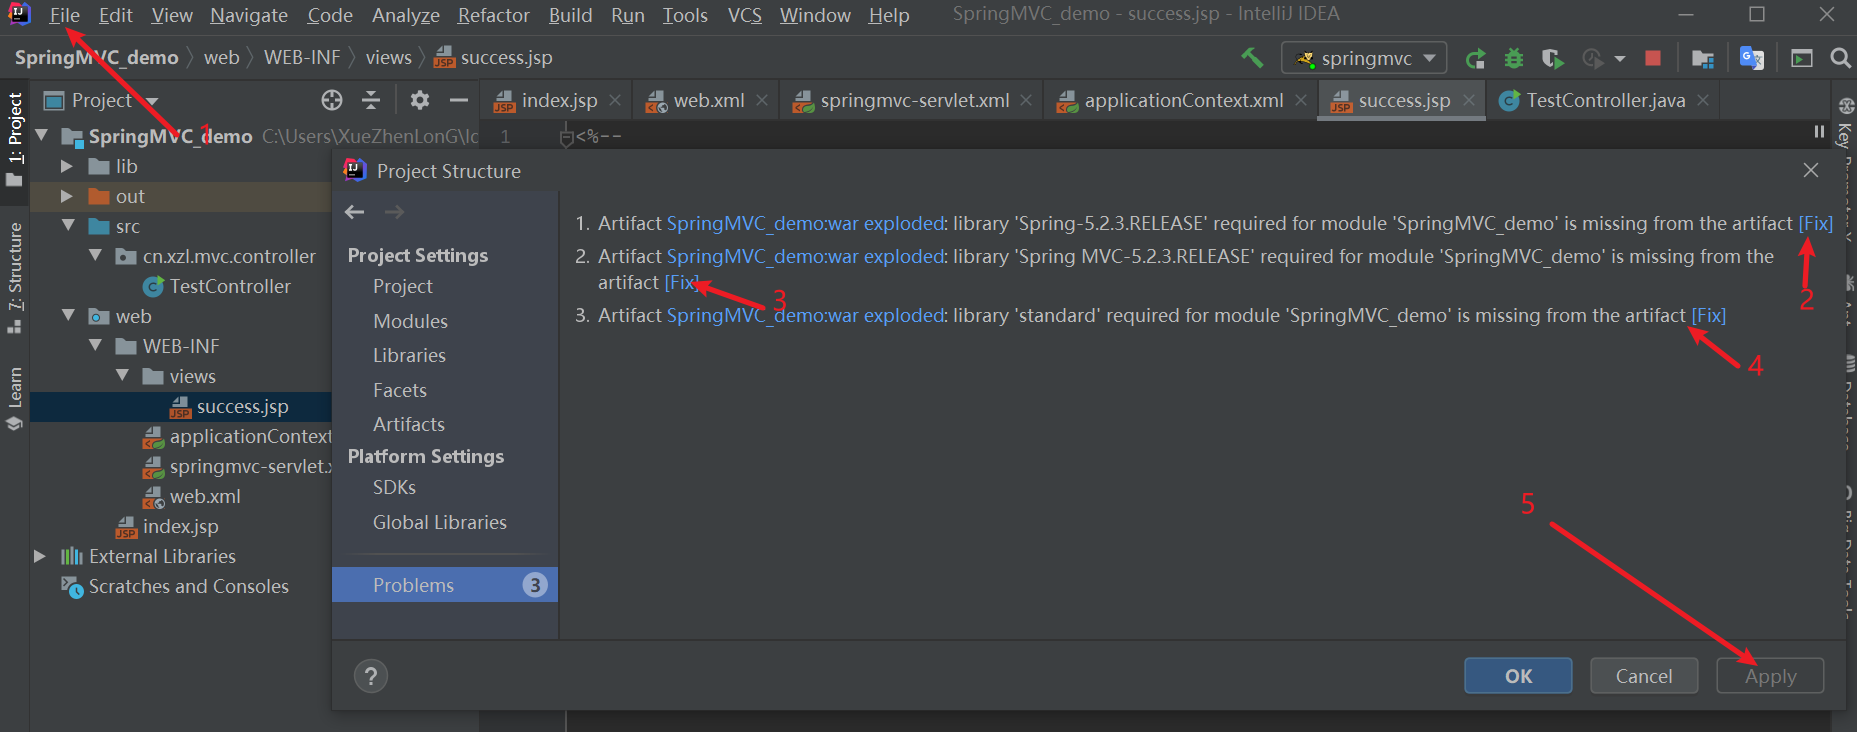 File Edit View Navigate Code Analyze Refactor Build Run Tools VCS Window Help SpringMVC_demo - success.jsp - IntelliJ IDEA
SpringMVC_demo web WEB-INF views success.jsp springmvc
Project index.jsp web.xml springmvc-servlet.xml applicationContext.xml success.jsp TestController.java
1: Project
7: Structure
Learn
1
SpringMVC_demo C:\Users\XueZhenLonG\Ic
lib
out
src
cn.xzl.mvc.controller
TestController
web
WEB-INF
views
success.jsp
applicationContext
springmvc-servlet.x
web.xml
index.jsp
External Libraries
Scratches and Consoles
1 <%--
Key
Project Structure
Project Settings
Project
Modules
Libraries
Facets
Artifacts
Platform Settings
SDKs
Global Libraries
Problems 3
1. Artifact SpringMVC_demo:war exploded: library 'Spring-5.2.3.RELEASE' required for module 'SpringMVC_demo' is missing from the artifact [Fix]
2. Artifact SpringMVC_demo:war exploded: library 'Spring MVC-5.2.3.RELEASE' required for module 'SpringMVC_demo' is missing from the
artifact [Fix]
3. Artifact SpringMVC_demo:war exploded: library 'standard' required for module 'SpringMVC_demo' is missing from the artifact [Fix]
2
3
4
5
? OK Cancel Apply